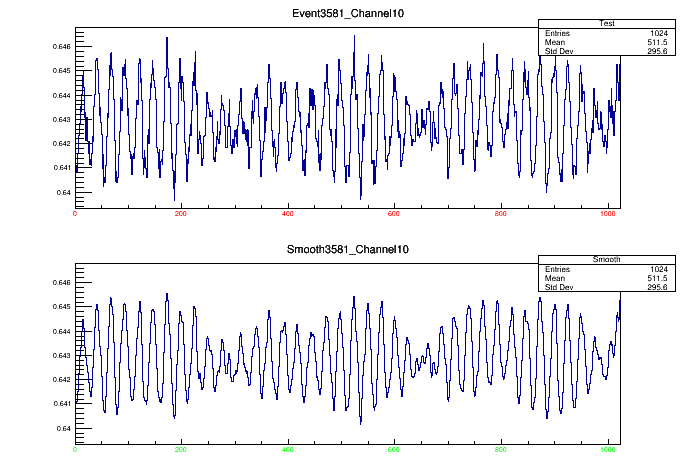 Event3581_Channel10
Test
Entries 1024
Mean 511.5
Std Dev 295.6
0.646
0.645
0.644
0.643
0.642
0.641
0.64
0 200 400 600 800 1000
Smooth3581_Channel10
Smooth
Entries 1024
Mean 511.5
Std Dev 295.6
0.646
0.645
0.644
0.643
0.642
0.641
0.64
0 200 400 600 800 1000